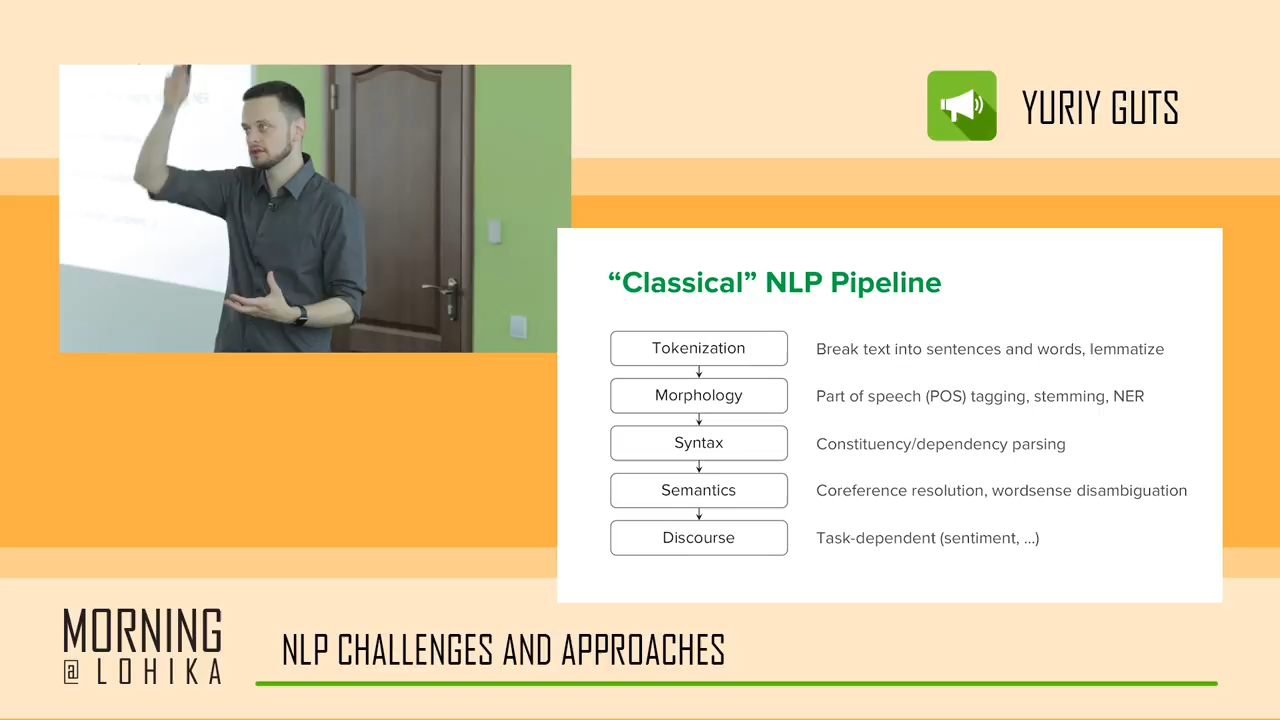 YURIY GUTS
“Classical” NLP Pipeline
Tokenization
Break text into sentences and words, lemmatize
Morphology
Part of speech (POS) tagging, stemming, NER
Syntax
Constituency/dependency parsing
Semantics
Coreference resolution, wordsense disambiguation
Discourse
Task-dependent (sentiment, ...)
MORNING
@ LOHIKA
NLP CHALLENGES AND APPROACHES